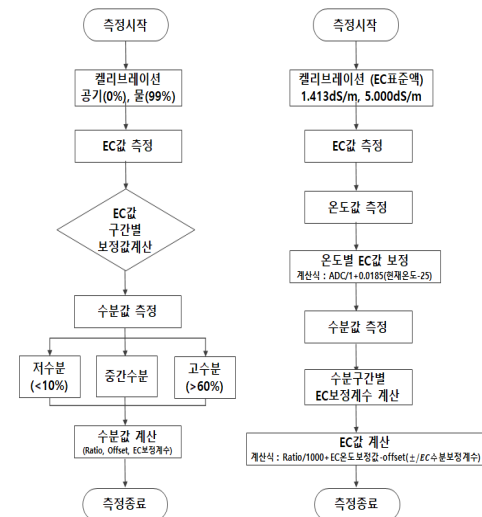 측정시작
켈리브레이션
공기(0%), 물(99%)
EC값 측정
EC값
구간별
보정값계산
수분값 측정
저수분
(<10%)
중간수분
고수분
(>60%)
수분값 계산
(Ratio, Offset, EC보정계수)
측정종료
측정시작
켈리브레이션 (EC표준액)
1.413dS/m, 5.000dS/m
EC값 측정
온도값 측정
온도별 EC값 보정
계산식 : ADC/1+0.0185(현재온도-25)
수분값 측정
수분구간별
EC보정계수 계산
EC값 계산
계산식 : Ratio/1000+EC온도보정값-offset(±/EC수분보정계수)
측정종료